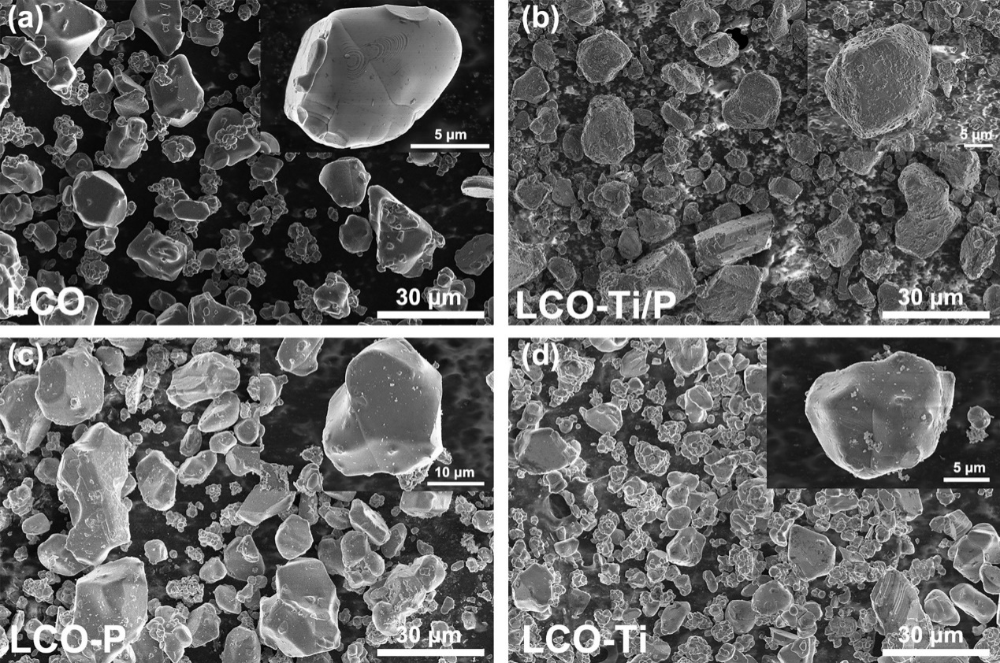 (a)
5 µm
LCO
30 µm
(b)
5 µm
LCO-Ti/P
30 µm
(c)
10 µm
LCO-P
30 µm
(d)
5 µm
LCO-Ti
30 µm